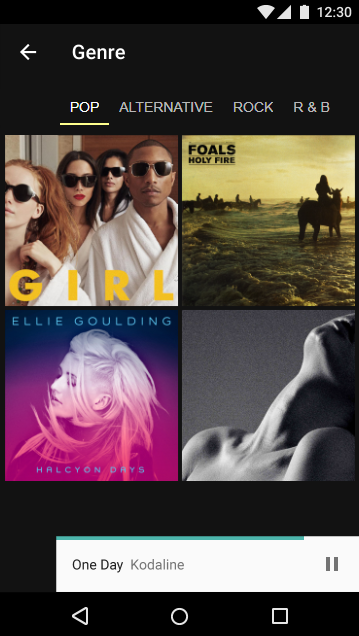 12:30
Genre
POP ALTERNATIVE ROCK R & B
GIRL
FOALS
HOLY FIRE
ELLIE GOULDING
HALCYON DAYS
One Day Kodaline